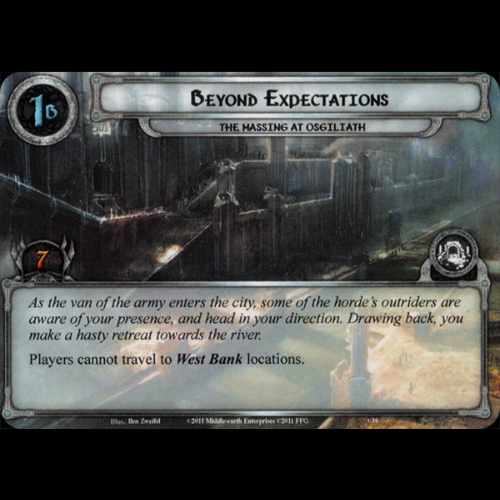 1B
BEYOND EXPECTATIONS
THE MASSING AT OSGILIATH
7
As the van of the army enters the city, some of the horde's outriders are
aware of your presence, and head in your direction. Drawing back, you
make a hasty retreat towards the river.
Players cannot travel to West Bank locations.
Illus. Ben Zweifel ©2011 Middle-earth Enterprises ©2011 FFG